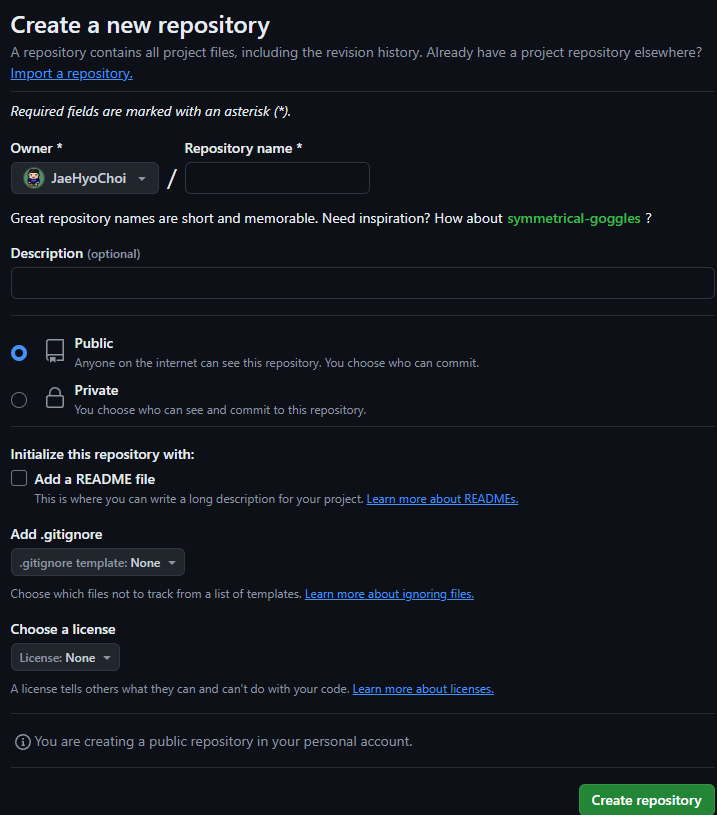 Create a new repository
A repository contains all project files, including the revision history. Already have a project repository elsewhere?
Import a repository.
Required fields are marked with an asterisk (*).
Owner * Repository name *
JaeHyoChoi /
Great repository names are short and memorable. Need inspiration? How about symmetrical-goggles ?
Description (optional)
Public
Anyone on the internet can see this repository. You choose who can commit.
Private
You choose who can see and commit to this repository.
Initialize this repository with:
Add a README file
This is where you can write a long description for your project. Learn more about READMEs.
Add .gitignore
.gitignore template: None
Choose which files not to track from a list of templates. Learn more about ignoring files.
Choose a license
License: None
A license tells others what they can and can't do with your code. Learn more about licenses.
You are creating a public repository in your personal account.
Create repository